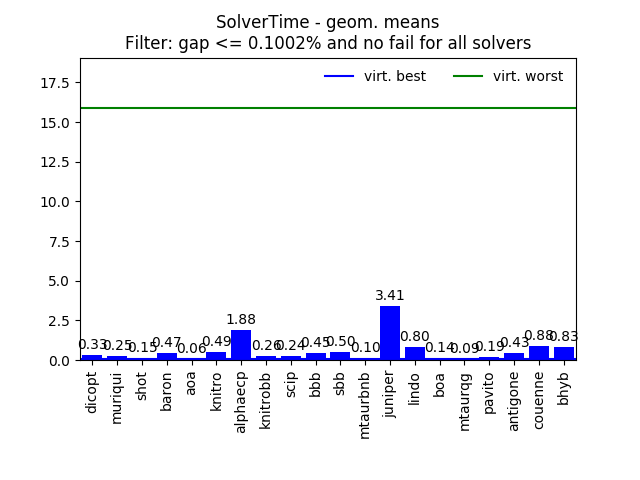 SolverTime - geom. means
Filter: gap <= 0.1002% and no fail for all solvers
virt. best
virt. worst
17.5
15.0
12.5
10.0
7.5
5.0
2.5
0.0
0.33
0.25
0.15
0.47
0.06
0.49
1.88
0.26
0.24
0.45
0.50
0.10
3.41
0.80
0.14
0.09
0.19
0.43
0.88
0.83
dicopt
muriqui
shot
baron
aoa
knitro
alphaecp
knitrobb
scip
bbb
sbb
mtaurbnb
juniper
lindo
boa
mtaurqg
pavito
antigone
couenne
bhyb